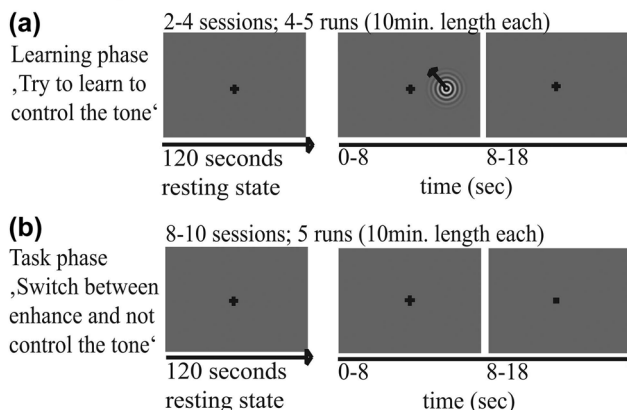 (a)
2-4 sessions; 4-5 runs (10min. length each)
Learning phase
‚Try to learn to
control the tone‘
120 seconds
resting state
0-8
8-18
time (sec)
(b)
8-10 sessions; 5 runs (10min. length each)
Task phase
‚Switch between
enhance and not
control the tone‘
120 seconds
resting state
0-8
8-18
time (sec)